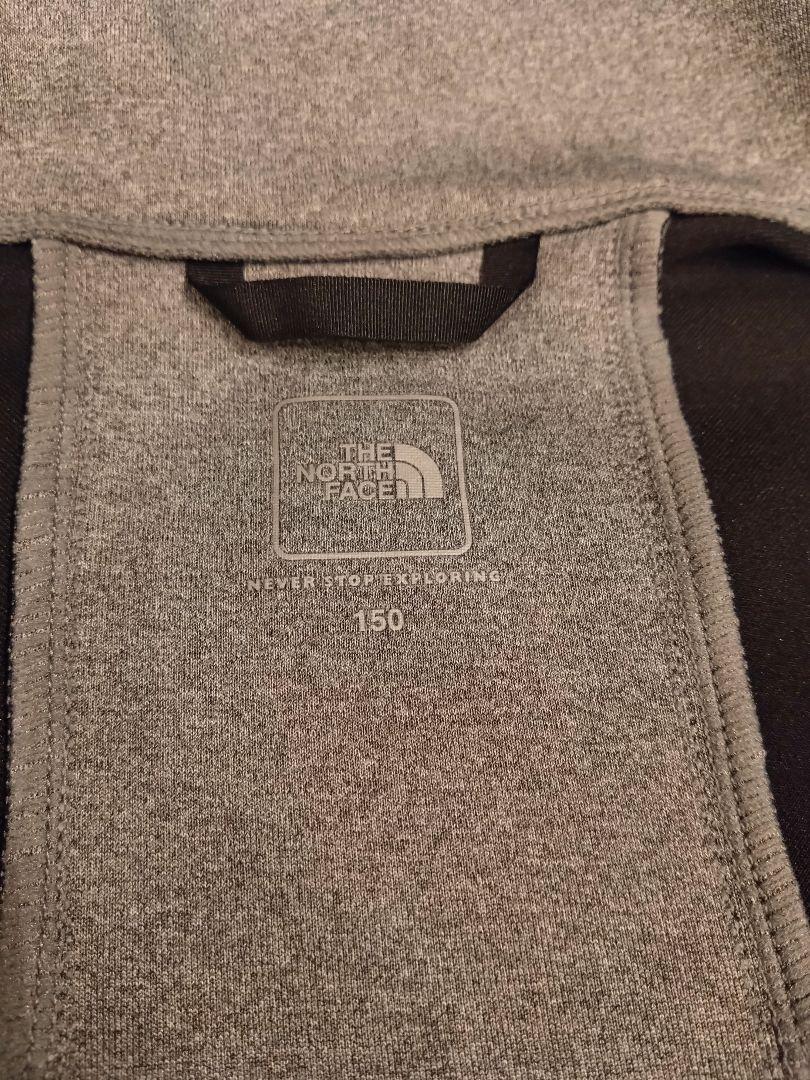 THE
NORTH
FACE
NEVER STOP EXPLORING
150